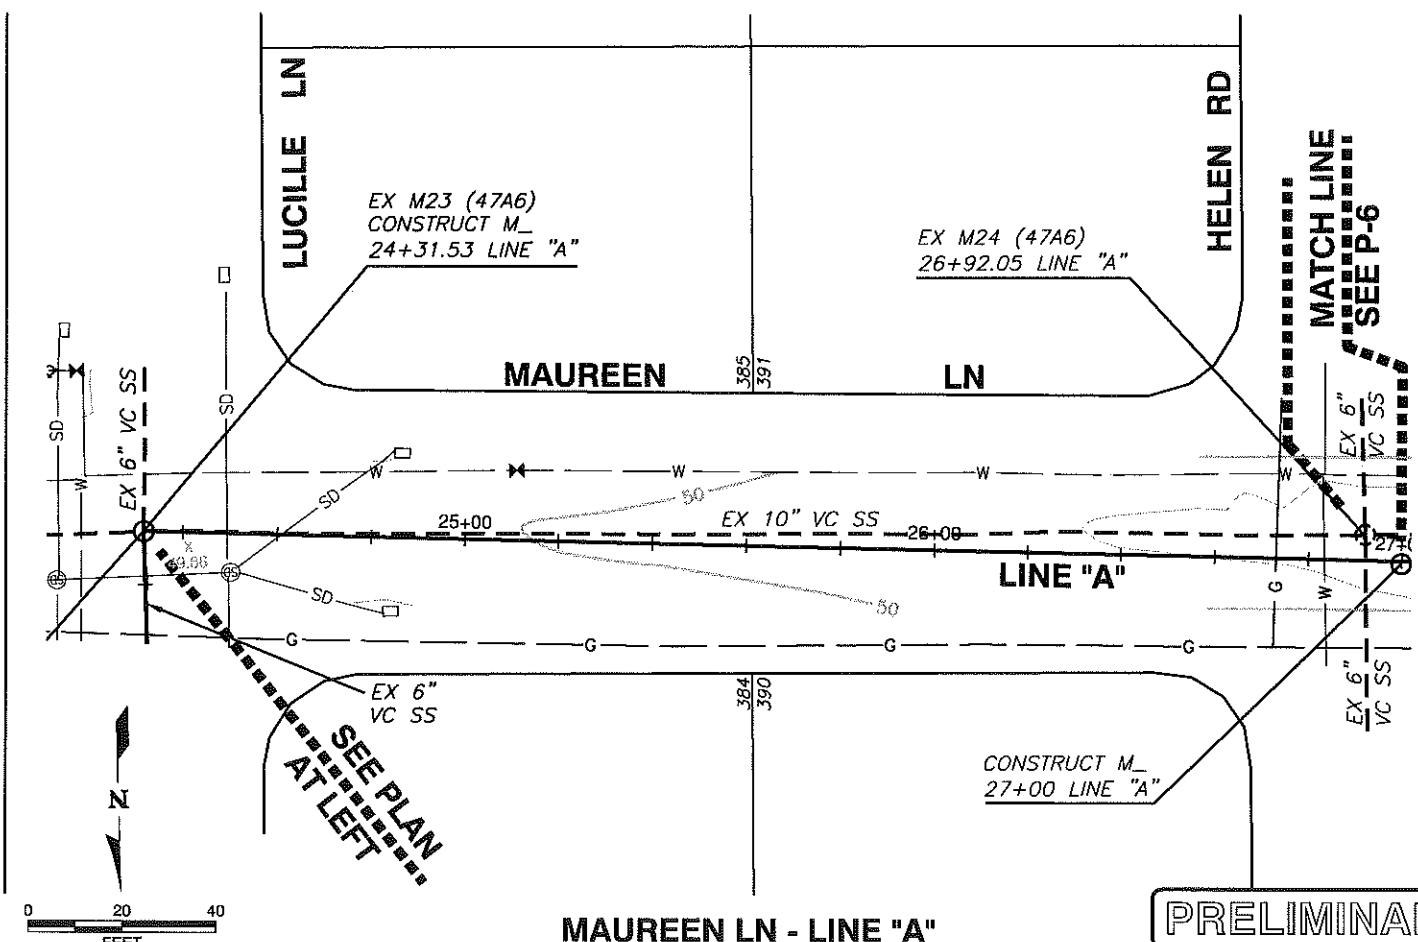 LUCILLE LN
HELEN RD
MATCH LINE
SEE P-6
EX M23 (47A6)
CONSTRUCT M_
24+31.53 LINE "A"
EX M24 (47A6)
26+92.05 LINE "A"
MAUREEN LN
385
391
EX 6" VC SS
SD
SD
W
SD
W
W
W
W
50
25+00
EX 10" VC SS
26+00
EX 6"
VC SS
LINE "A"
SD
50
G
W
G
G
G
G
EX 6"
VC SS
384
390
EX 6"
VC SS
SEE PLAN
AT LEFT
CONSTRUCT M_
27+00 LINE "A"
N
0 20 40
FEET
MAUREEN LN - LINE "A"
PRELIMINA